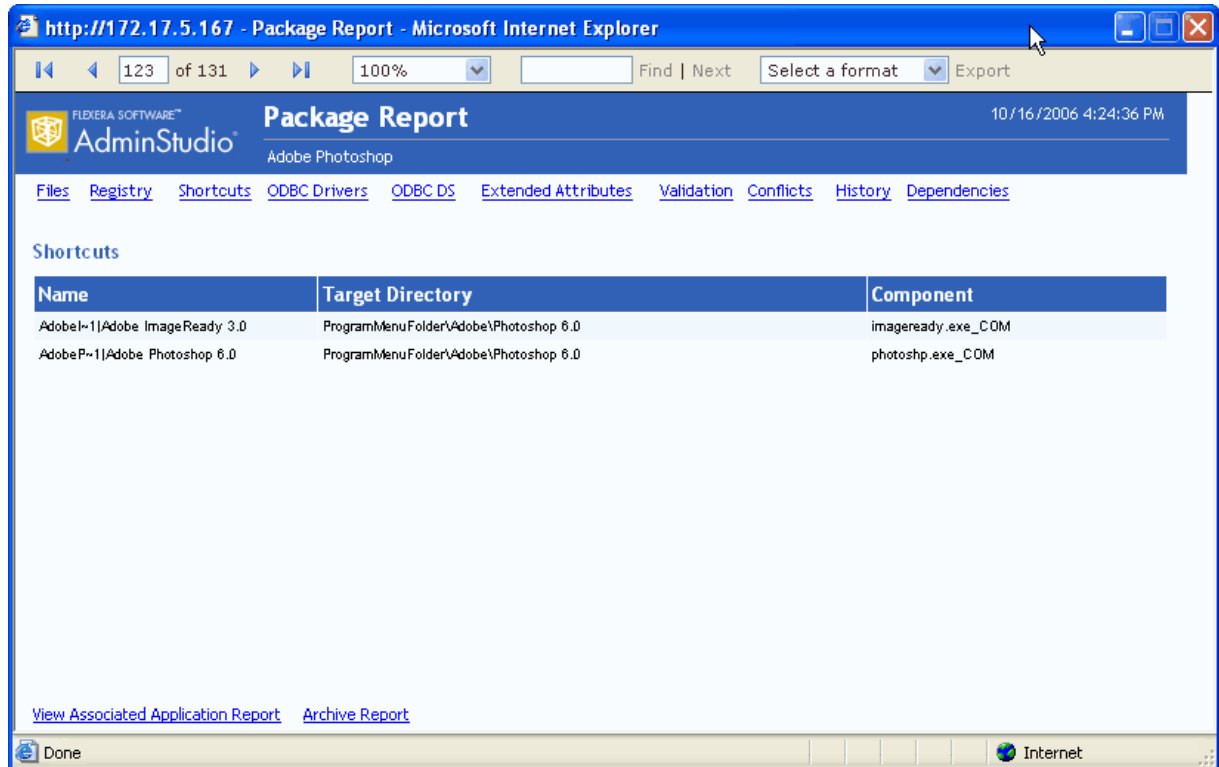 http://172.17.5.167 - Package Report - Microsoft Internet Explorer
123 of 131 100% Find | Next Select a format Export
FLEXERA SOFTWARE™ AdminStudio® Package Report 10/16/2006 4:24:36 PM
Adobe Photoshop
Files Registry Shortcuts ODBC Drivers ODBC DS Extended Attributes Validation Conflicts History Dependencies
Shortcuts
Name Target Directory Component
AdobeI~1|Adobe ImageReady 3.0 ProgramMenuFolder\Adobe\Photoshop 6.0 imageready.exe_COM
AdobeP~1|Adobe Photoshop 6.0 ProgramMenuFolder\Adobe\Photoshop 6.0 photoshp.exe_COM
View Associated Application Report Archive Report
Done Internet